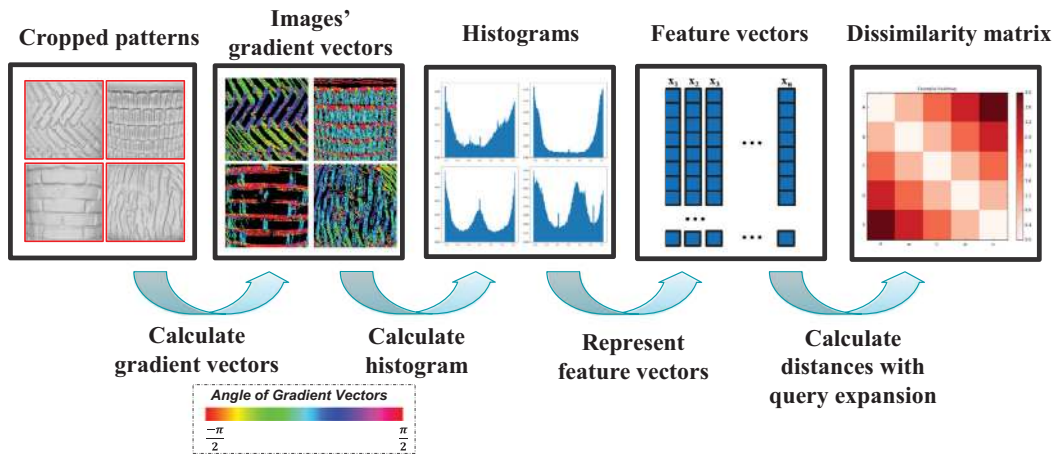 Cropped patterns
Images'
gradient vectors
Histograms
Feature vectors
Dissimilarity matrix
x₁ x₂ x₃ xₙ
Calculate
gradient vectors
Calculate
histogram
Represent
feature vectors
Calculate
distances with
query expansion
Angle of Gradient Vectors
-π/2 π/2